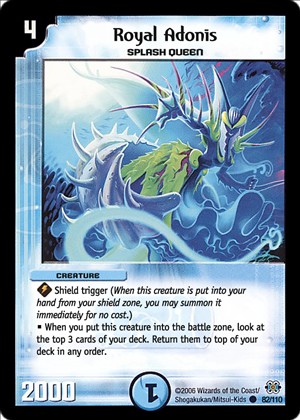 4
Royal Adonis
SPLASH QUEEN
CREATURE
Shield trigger (When this creature is put into your
hand from your shield zone, you may summon it
immediately for no cost.)
▪ When you put this creature into the battle zone, look at
the top 3 cards of your deck. Return them to top of your
deck in any order.
2000
1
©2006 Wizards of the Coast/
Shogakukan/Mitsui-Kids
82/110